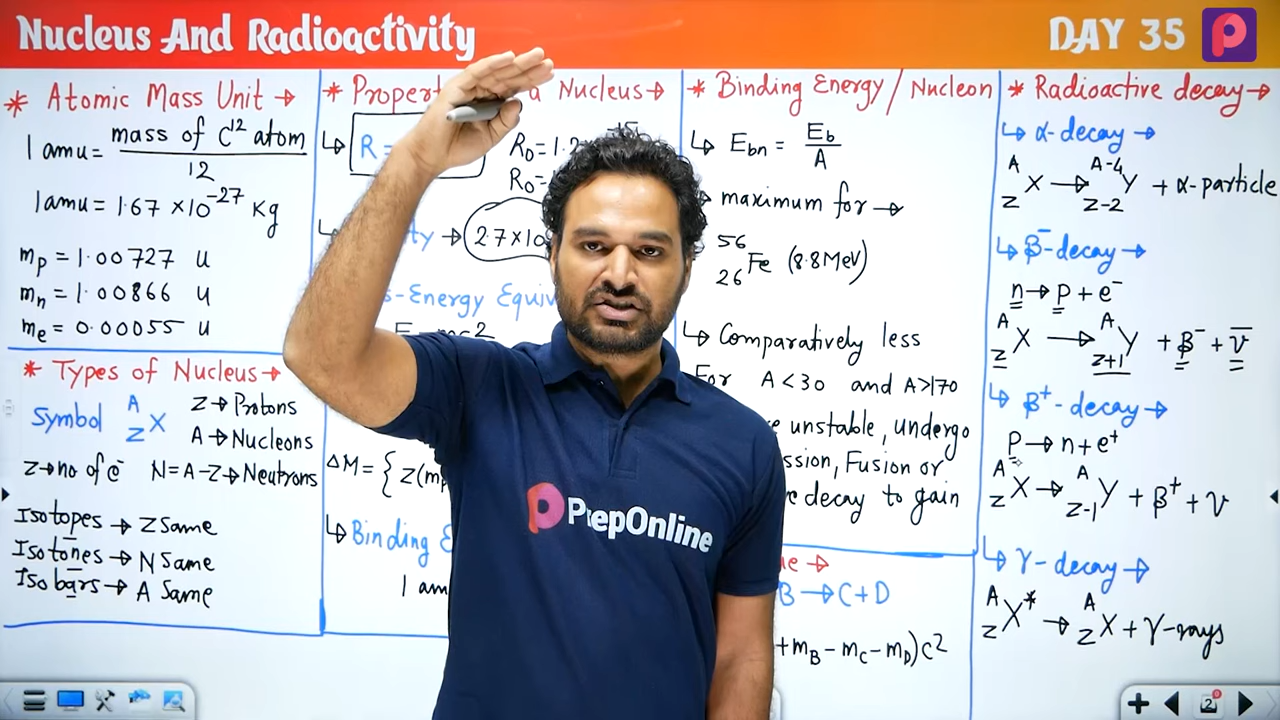 Nucleus And Radioactivity
DAY 35
* Atomic Mass Unit →
1 amu = mass of C¹² atom / 12
1 amu = 1.67 × 10⁻²⁷ Kg
mp = 1.00727 u
mn = 1.00866 u
me = 0.00055 u
* Types of Nucleus →
Symbol ᴬ_Z X
Z → Protons
A → Nucleons
Z → no of e⁻ N = A - Z → Neutrons
Isotopes → Z Same
Isotones → N Same
Isobars → A Same
* Nucleus →
R =
R₀ = 1.2
R₀ =
→ 2.7 × 10
-Energy
E = mc²
ΔM = { Z(mp
↳ Binding
1 am
* Binding Energy / Nucleon
↳ Ebn = Eb / A
maximum for →
⁵⁶₂₆Fe (8.8 MeV)
↳ Comparatively less
For A < 30 and A > 170
unstable, undergo
Fusion or
decay to gain
→
B → C + D
+ mB - mC - mD) c²
* Radioactive decay →
↳ α-decay →
ᴬ_Z X → ᴬ⁻⁴_Z-2 Y + α-particle
↳ β⁻-decay →
n → p + e⁻
ᴬ_Z X → ᴬ_Z+1 Y + β⁻ + ν̅
↳ β⁺-decay →
P → n + e⁺
ᴬ_Z X → ᴬ_Z-1 Y + β⁺ + ν
↳ γ-decay →
ᴬ_Z X* → ᴬ_Z X + γ-rays
PrepOnline
2